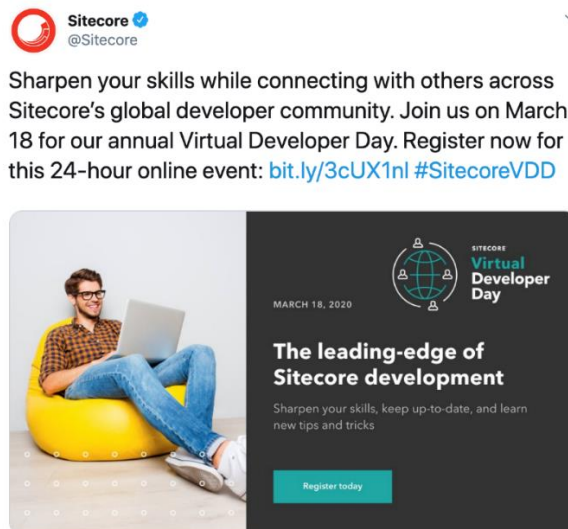 Sitecore
@Sitecore
Sharpen your skills while connecting with others across
Sitecore's global developer community. Join us on March
18 for our annual Virtual Developer Day. Register now for
this 24-hour online event: bit.ly/3cUX1nl #SitecoreVDD
SITECORE
Virtual
Developer
Day
MARCH 18, 2020
The leading-edge of
Sitecore development
Sharpen your skills, keep up-to-date, and learn
new tips and tricks
Register today